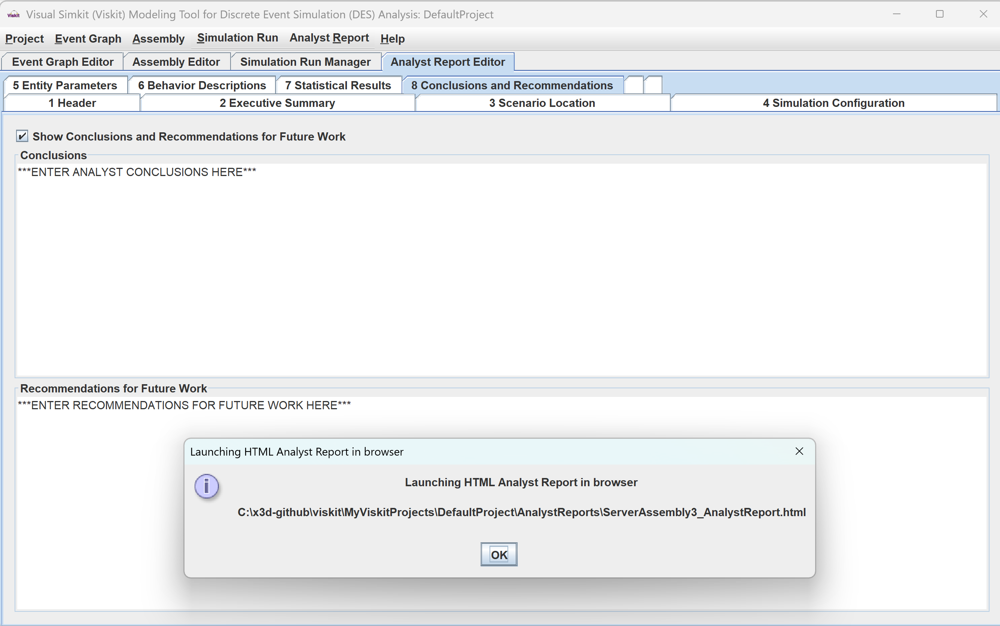 Viskit Visual Simkit (Viskit) Modeling Tool for Discrete Event Simulation (DES) Analysis: DefaultProject
Project Event Graph Assembly Simulation Run Analyst Report Help
Event Graph Editor Assembly Editor Simulation Run Manager Analyst Report Editor
5 Entity Parameters 6 Behavior Descriptions 7 Statistical Results 8 Conclusions and Recommendations
1 Header 2 Executive Summary 3 Scenario Location 4 Simulation Configuration
Show Conclusions and Recommendations for Future Work
Conclusions
***ENTER ANALYST CONCLUSIONS HERE***
Recommendations for Future Work
***ENTER RECOMMENDATIONS FOR FUTURE WORK HERE***
Launching HTML Analyst Report in browser
Launching HTML Analyst Report in browser
C:\x3d-github\viskit\MyViskitProjects\DefaultProject\AnalystReports\ServerAssembly3_AnalystReport.html
OK